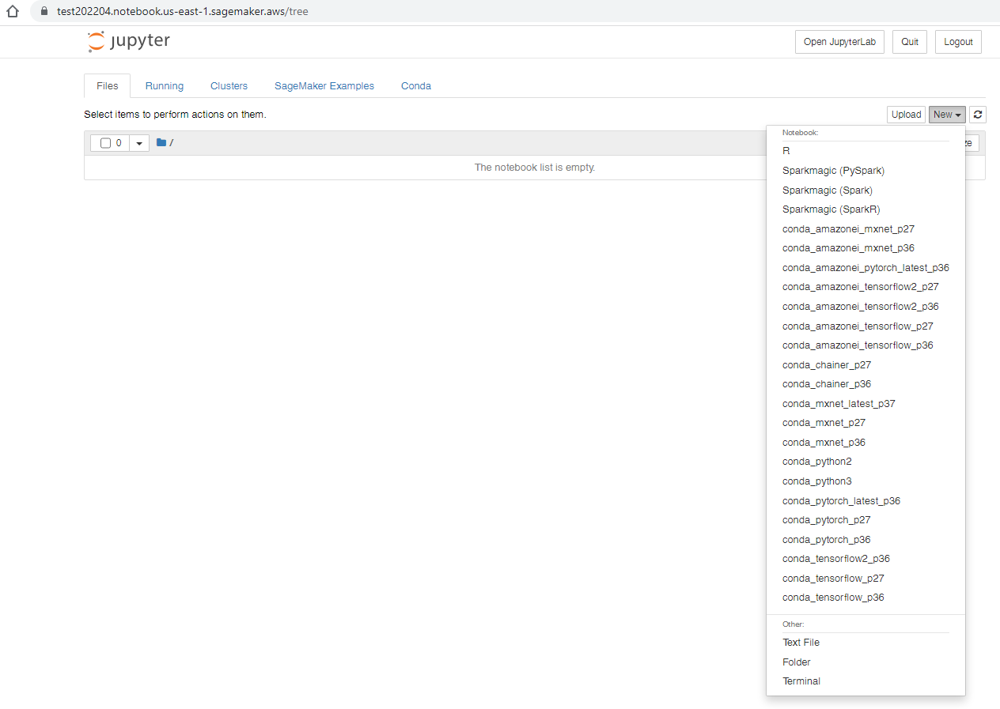 test202204.notebook.us-east-1.sagemaker.aws/tree
jupyter
Open JupyterLab Quit Logout
Files Running Clusters SageMaker Examples Conda
Select items to perform actions on them.
Upload New
0 /
ze
The notebook list is empty.
Notebook:
R
Sparkmagic (PySpark)
Sparkmagic (Spark)
Sparkmagic (SparkR)
conda_amazonei_mxnet_p27
conda_amazonei_mxnet_p36
conda_amazonei_pytorch_latest_p36
conda_amazonei_tensorflow2_p27
conda_amazonei_tensorflow2_p36
conda_amazonei_tensorflow_p27
conda_amazonei_tensorflow_p36
conda_chainer_p27
conda_chainer_p36
conda_mxnet_latest_p37
conda_mxnet_p27
conda_mxnet_p36
conda_python2
conda_python3
conda_pytorch_latest_p36
conda_pytorch_p27
conda_pytorch_p36
conda_tensorflow2_p36
conda_tensorflow_p27
conda_tensorflow_p36
Other:
Text File
Folder
Terminal